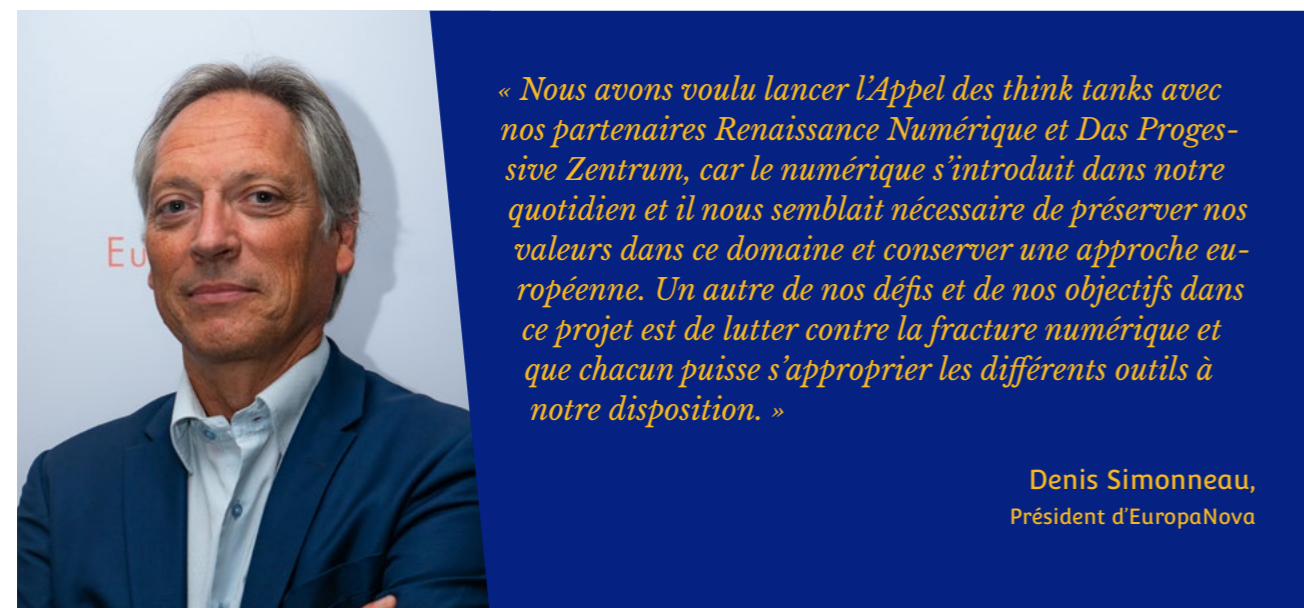 Eu
« Nous avons voulu lancer l'Appel des think tanks avec
nos partenaires Renaissance Numérique et Das Proges-
sive Zentrum, car le numérique s'introduit dans notre
quotidien et il nous semblait nécessaire de préserver nos
valeurs dans ce domaine et conserver une approche eu-
ropéenne. Un autre de nos défis et de nos objectifs dans
ce projet est de lutter contre la fracture numérique et
que chacun puisse s'approprier les différents outils à
notre disposition. »
Denis Simonneau,
Président d'EuropaNova